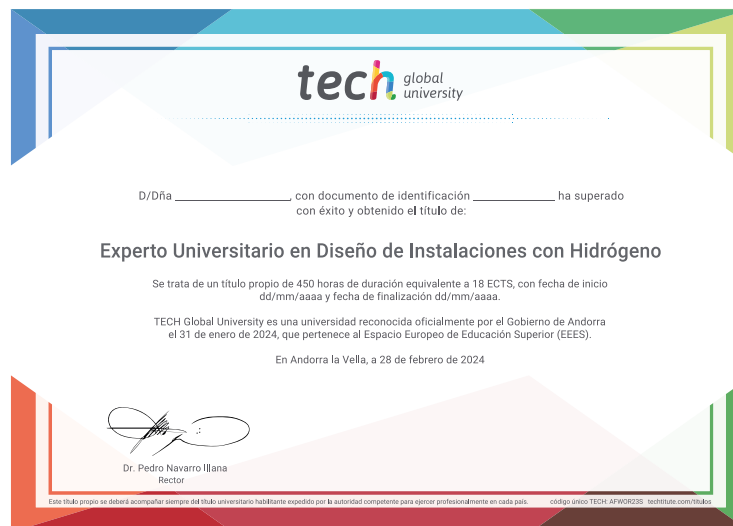 tech global
university
D/Dña ______________, con documento de identificación __________ ha superado
con éxito y obtenido el título de:
Experto Universitario en Diseño de Instalaciones con Hidrógeno
Se trata de un título propio de 450 horas de duración equivalente a 18 ECTS, con fecha de inicio
dd/mm/aaaa y fecha de finalización dd/mm/aaaa.
TECH Global University es una universidad reconocida oficialmente por el Gobierno de Andorra
el 31 de enero de 2024, que pertenece al Espacio Europeo de Educación Superior (EEES).
En Andorra la Vella, a 28 de febrero de 2024
Dr. Pedro Navarro Illana
Rector
Este título propio se deberá acompañar siempre del título universitario habilitante expedido por la autoridad competente para ejercer profesionalmente en cada país. código único TECH: AFWOR23S techtitute.com/titulos